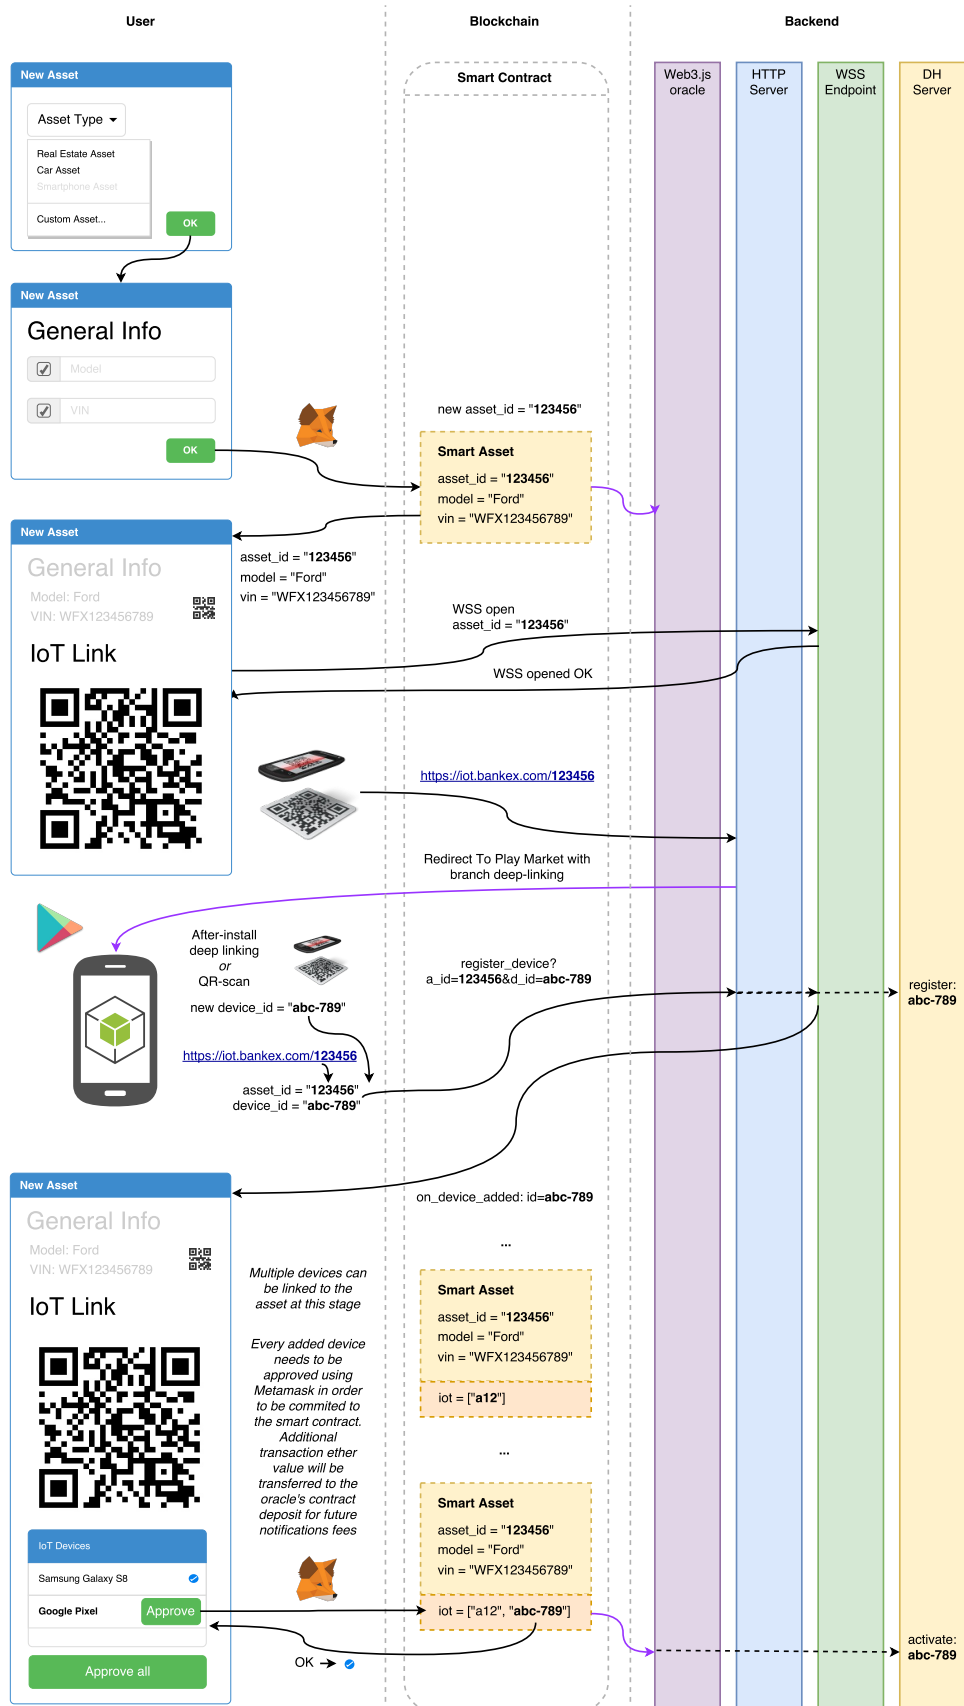 User
Blockchain
Backend
New Asset
Smart Contract
Web3.js
oracle
HTTP
Server
WSS
Endpoint
DH
Server
Asset Type
Real Estate Asset
Car Asset
Smartphone Asset
Custom Asset...
OK
New Asset
General Info
Model
VIN
OK
new asset_id = "123456"
Smart Asset
asset_id = "123456"
model = "Ford"
vin = "WFX123456789"
New Asset
General Info
Model: Ford
VIN: WFX123456789
IoT Link
asset_id = "123456"
model = "Ford"
vin = "WFX123456789"
WSS open
asset_id = "123456"
WSS opened OK
https://iot.bankex.com/123456
Redirect To Play Market with
branch deep-linking
After-install
deep linking
or
QR-scan
new device_id = "abc-789"
https://iot.bankex.com/123456
asset_id = "123456"
device_id = "abc-789"
register_device?
a_id=123456&d_id=abc-789
register:
abc-789
on_device_added: id=abc-789
New Asset
General Info
Model: Ford
VIN: WFX123456789
IoT Link
Multiple devices can
be linked to the
asset at this stage
Every added device
needs to be
approved using
Metamask in order
to be commited to
the smart contract.
Additional
transaction ether
value will be
transferred to the
oracle's contract
deposit for future
notifications fees
...
Smart Asset
asset_id = "123456"
model = "Ford"
vin = "WFX123456789"
iot = ["a12"]
...
Smart Asset
asset_id = "123456"
model = "Ford"
vin = "WFX123456789"
iot = ["a12", "abc-789"]
IoT Devices
Samsung Galaxy S8
Google Pixel
Approve
Approve all
OK
activate:
abc-789